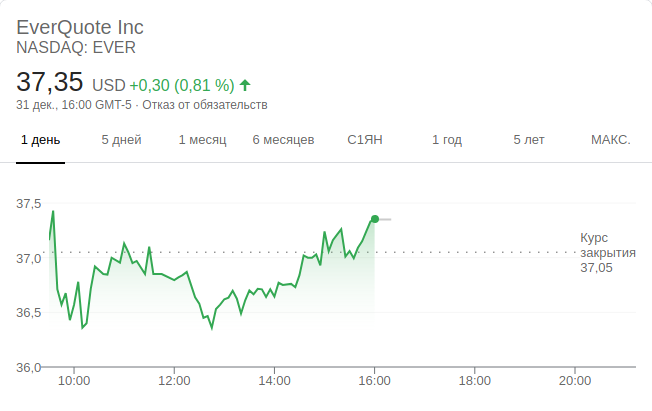 EverQuote Inc
NASDAQ: EVER
37,35 USD +0,30 (0,81 %)
31 дек., 16:00 GMT-5 · Отказ от обязательств
1 день 5 дней 1 месяц 6 месяцев С1ЯН 1 год 5 лет МАКС.
37,5
Курс
37,0 закрытия
37,05
36,5
36,0
10:00 12:00 14:00 16:00 18:00 20:00